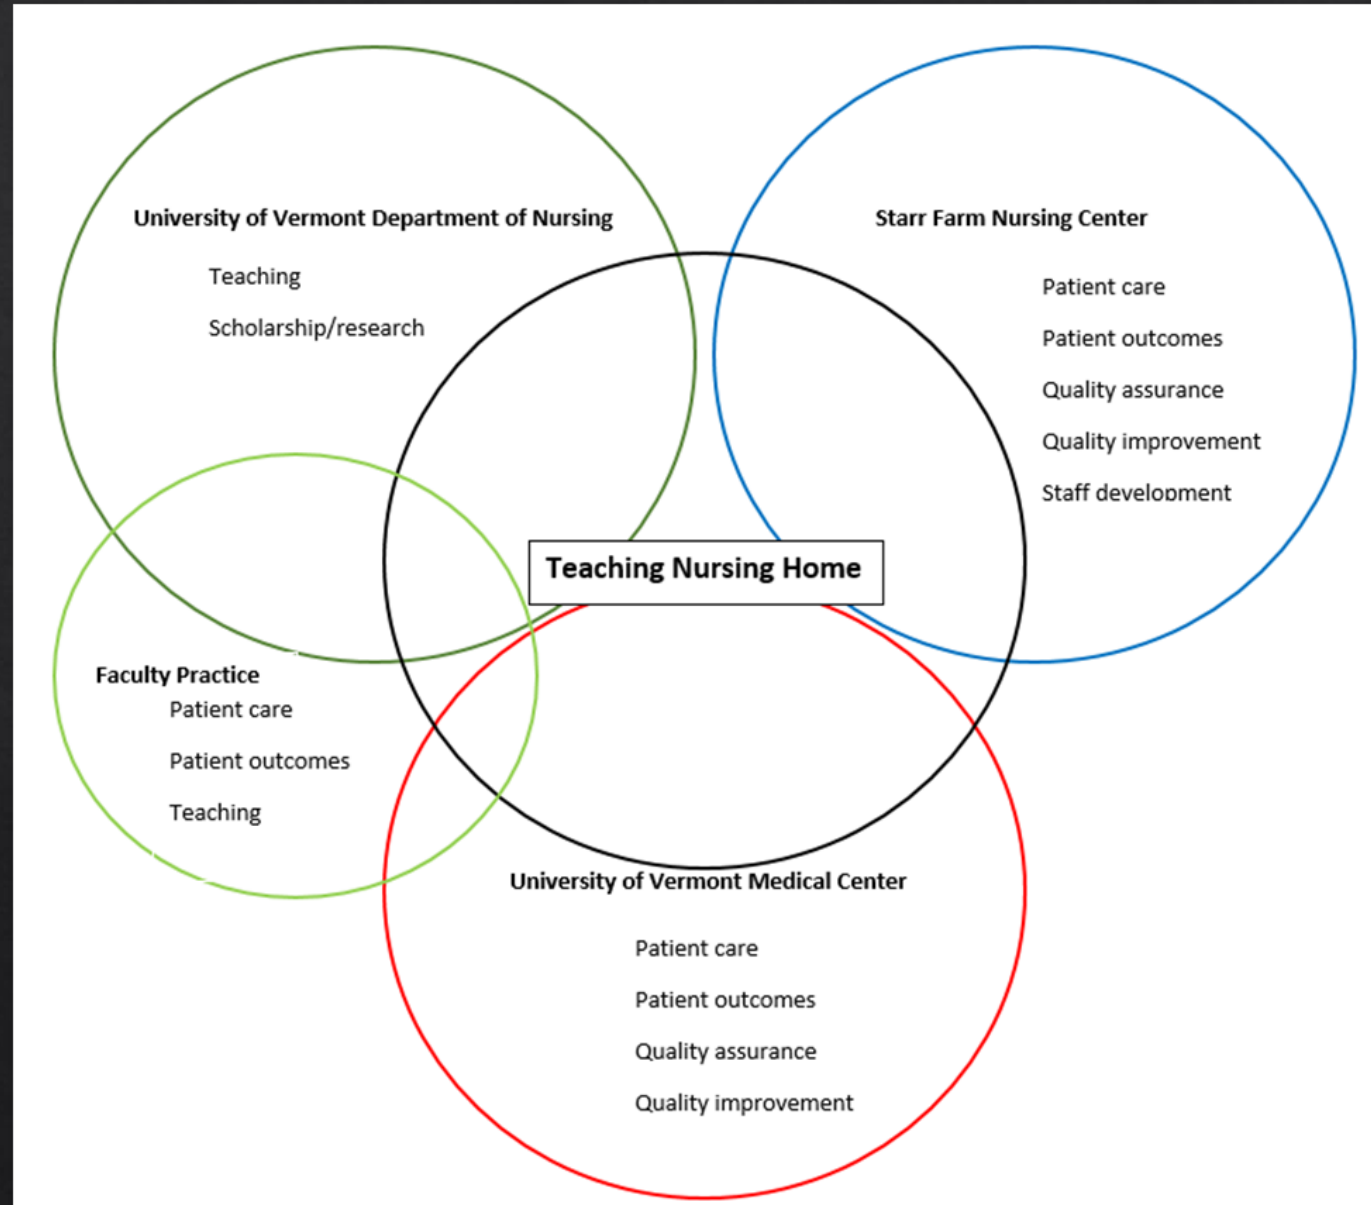 University of Vermont Department of Nursing
Teaching
Scholarship/research
Starr Farm Nursing Center
Patient care
Patient outcomes
Quality assurance
Quality improvement
Staff development
Teaching Nursing Home
Faculty Practice
Patient care
Patient outcomes
Teaching
University of Vermont Medical Center
Patient care
Patient outcomes
Quality assurance
Quality improvement